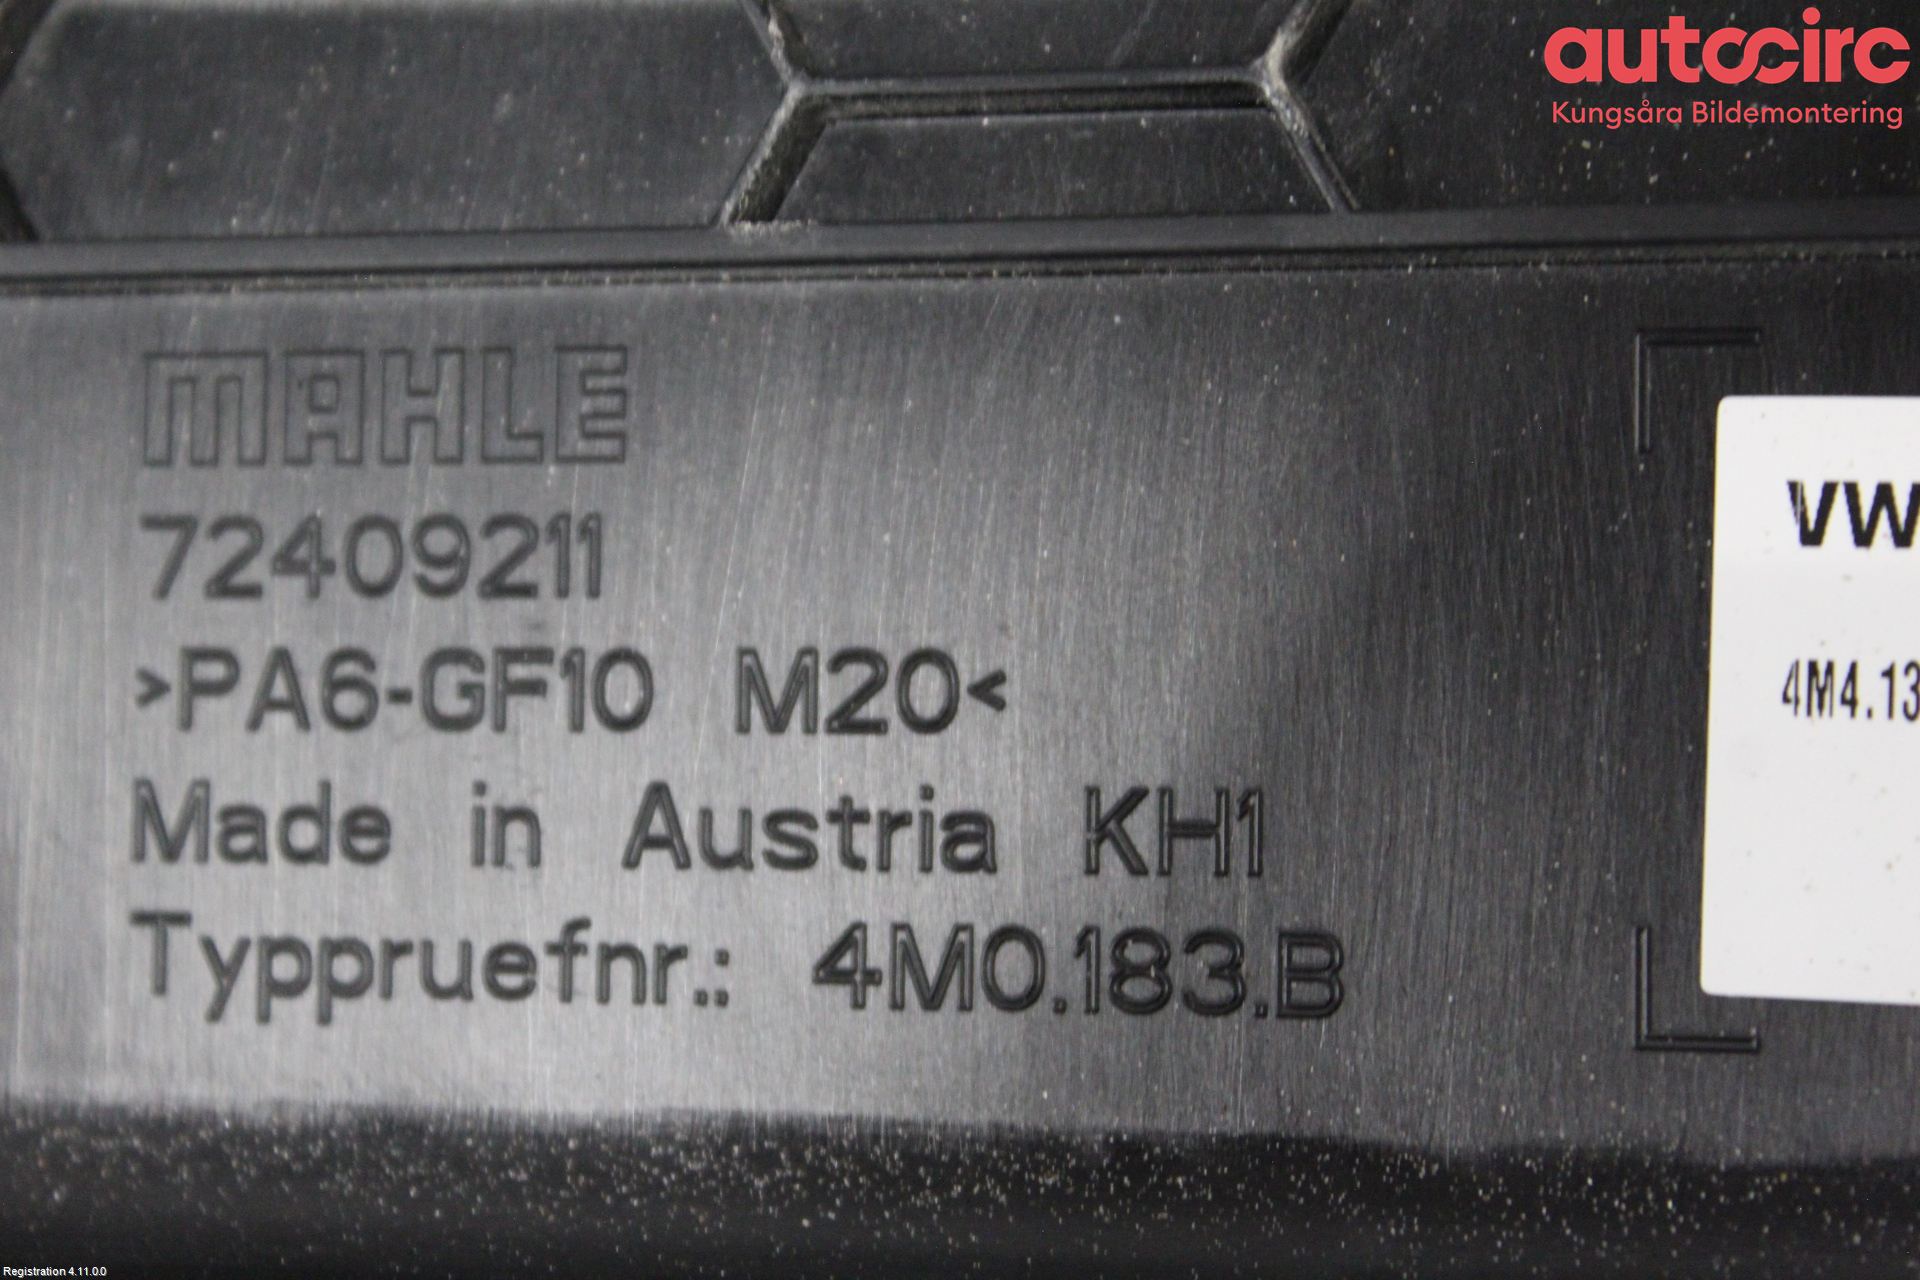 autocirc
Kungsåra Bildemontering
MAHLE
72409211
>PA6-GF10 M20<
Made in Austria KH1
Typpruefnr.: 4M0.183.B
VW
4M4.13
Registration 4.11.0.0